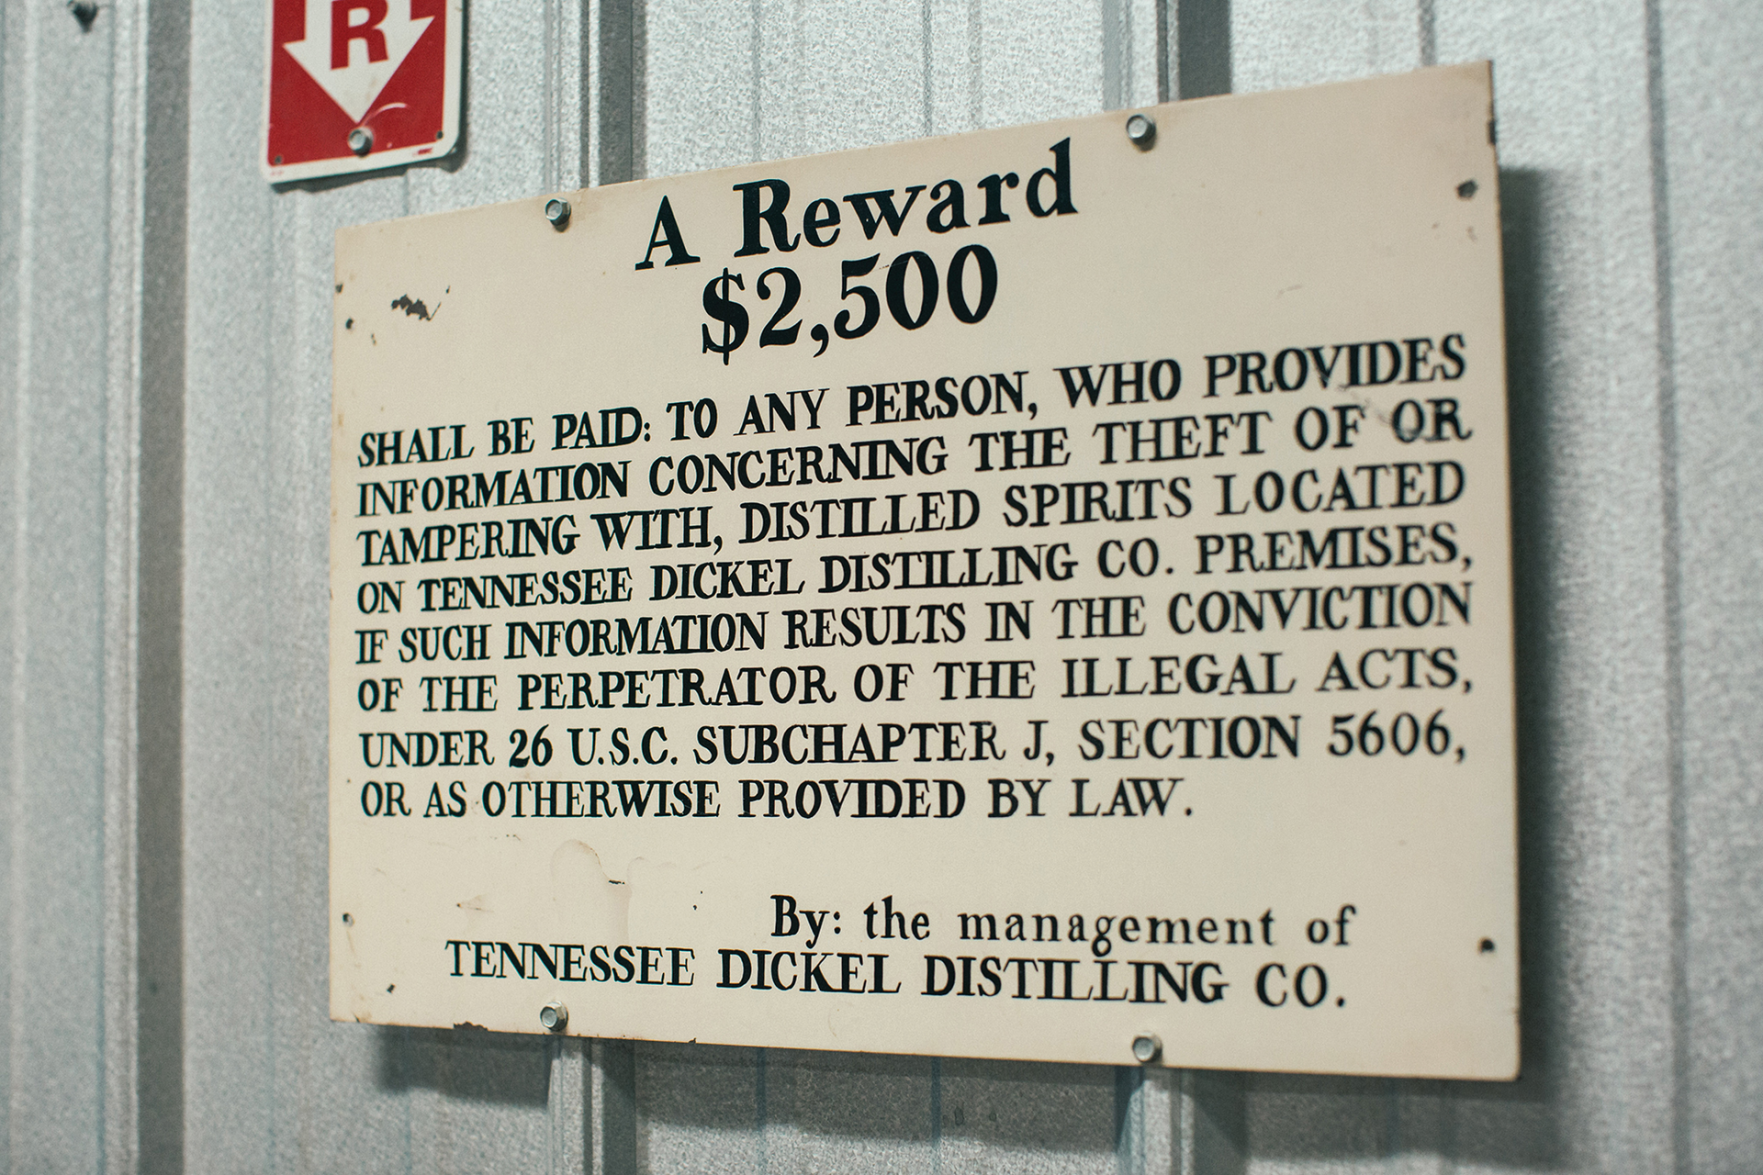 R
A Reward
$2,500
SHALL BE PAID: TO ANY PERSON, WHO PROVIDES
INFORMATION CONCERNING THE THEFT OF OR
TAMPERING WITH, DISTILLED SPIRITS LOCATED
ON TENNESSEE DICKEL DISTILLING CO. PREMISES,
IF SUCH INFORMATION RESULTS IN THE CONVICTION
OF THE PERPETRATOR OF THE ILLEGAL ACTS,
UNDER 26 U.S.C. SUBCHAPTER J, SECTION 5606,
OR AS OTHERWISE PROVIDED BY LAW.
By: the management of
TENNESSEE DICKEL DISTILLING CO.